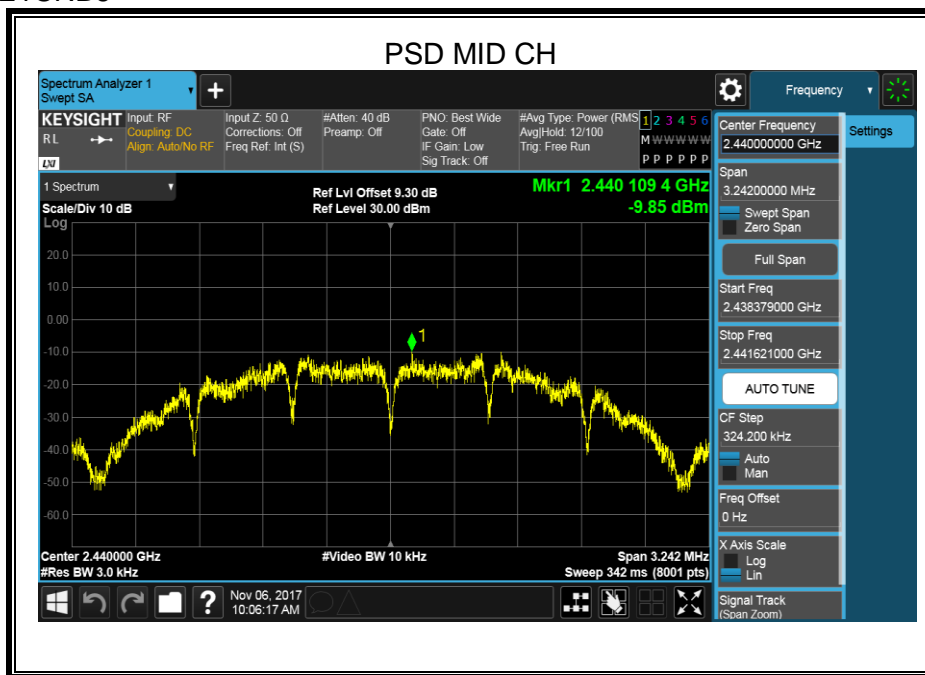 PSD MID CH
Spectrum Analyzer 1
Swept SA
+
Frequency
KEYSIGHT
RL
LXI
Input: RF
Coupling: DC
Align: Auto/No RF
Input Z: 50 Ω
Corrections: Off
Freq Ref: Int (S)
#Atten: 40 dB
Preamp: Off
PNO: Best Wide
Gate: Off
IF Gain: Low
Sig Track: Off
#Avg Type: Power (RMS
Avg|Hold: 12/100
Trig: Free Run
1 2 3 4 5 6
M W W W W W
P P P P P P
Center Frequency
2.440000000 GHz
Settings
Span
3.24200000 MHz
Swept Span
Zero Span
Full Span
Start Freq
2.438379000 GHz
Stop Freq
2.441621000 GHz
AUTO TUNE
CF Step
324.200 kHz
Auto
Man
Freq Offset
0 Hz
X Axis Scale
Log
Lin
Signal Track
(Span Zoom)
1 Spectrum
Scale/Div 10 dB
Log
Ref Lvl Offset 9.30 dB
Ref Level 30.00 dBm
Mkr1 2.440 109 4 GHz
-9.85 dBm
20.0
10.0
0.00
-10.0
-20.0
-30.0
-40.0
-50.0
-60.0
1
Center 2.440000 GHz
#Res BW 3.0 kHz
#Video BW 10 kHz
Span 3.242 MHz
Sweep 342 ms (8001 pts)
?
Nov 06, 2017
10:06:17 AM